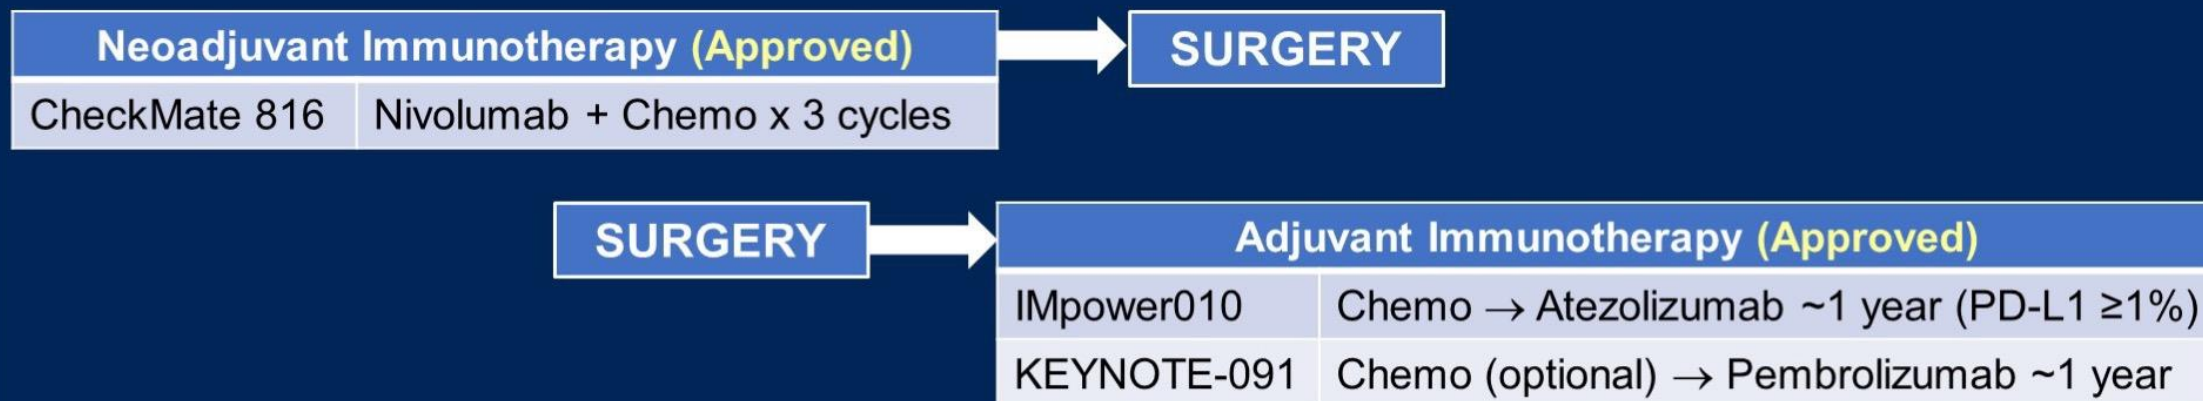 Neoadjuvant Immunotherapy (Approved)
SURGERY
CheckMate 816 Nivolumab + Chemo x 3 cycles
SURGERY
Adjuvant Immunotherapy (Approved)
IMpower010 Chemo → Atezolizumab ~1 year (PD-L1 ≥1%)
KEYNOTE-091 Chemo (optional) → Pembrolizumab ~1 year